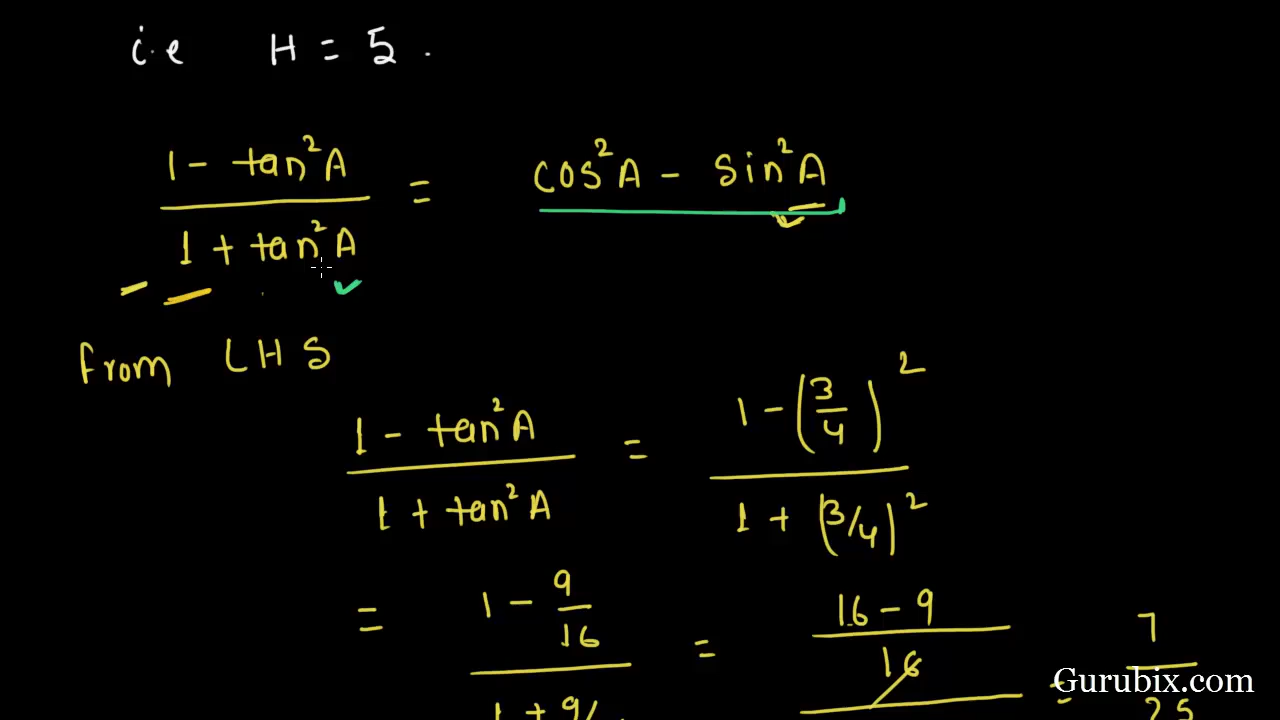 i.e H = 5.
1 - tan²A / 1 + tan²A = cos²A - sin²A
from LHS
1 - tan²A / 1 + tan²A = 1 - (3/4)² / 1 + (3/4)²
= 1 - 9/16 / 1 + 9/ = 16 - 9 / 16 = 7 / 25
Gurubix.com